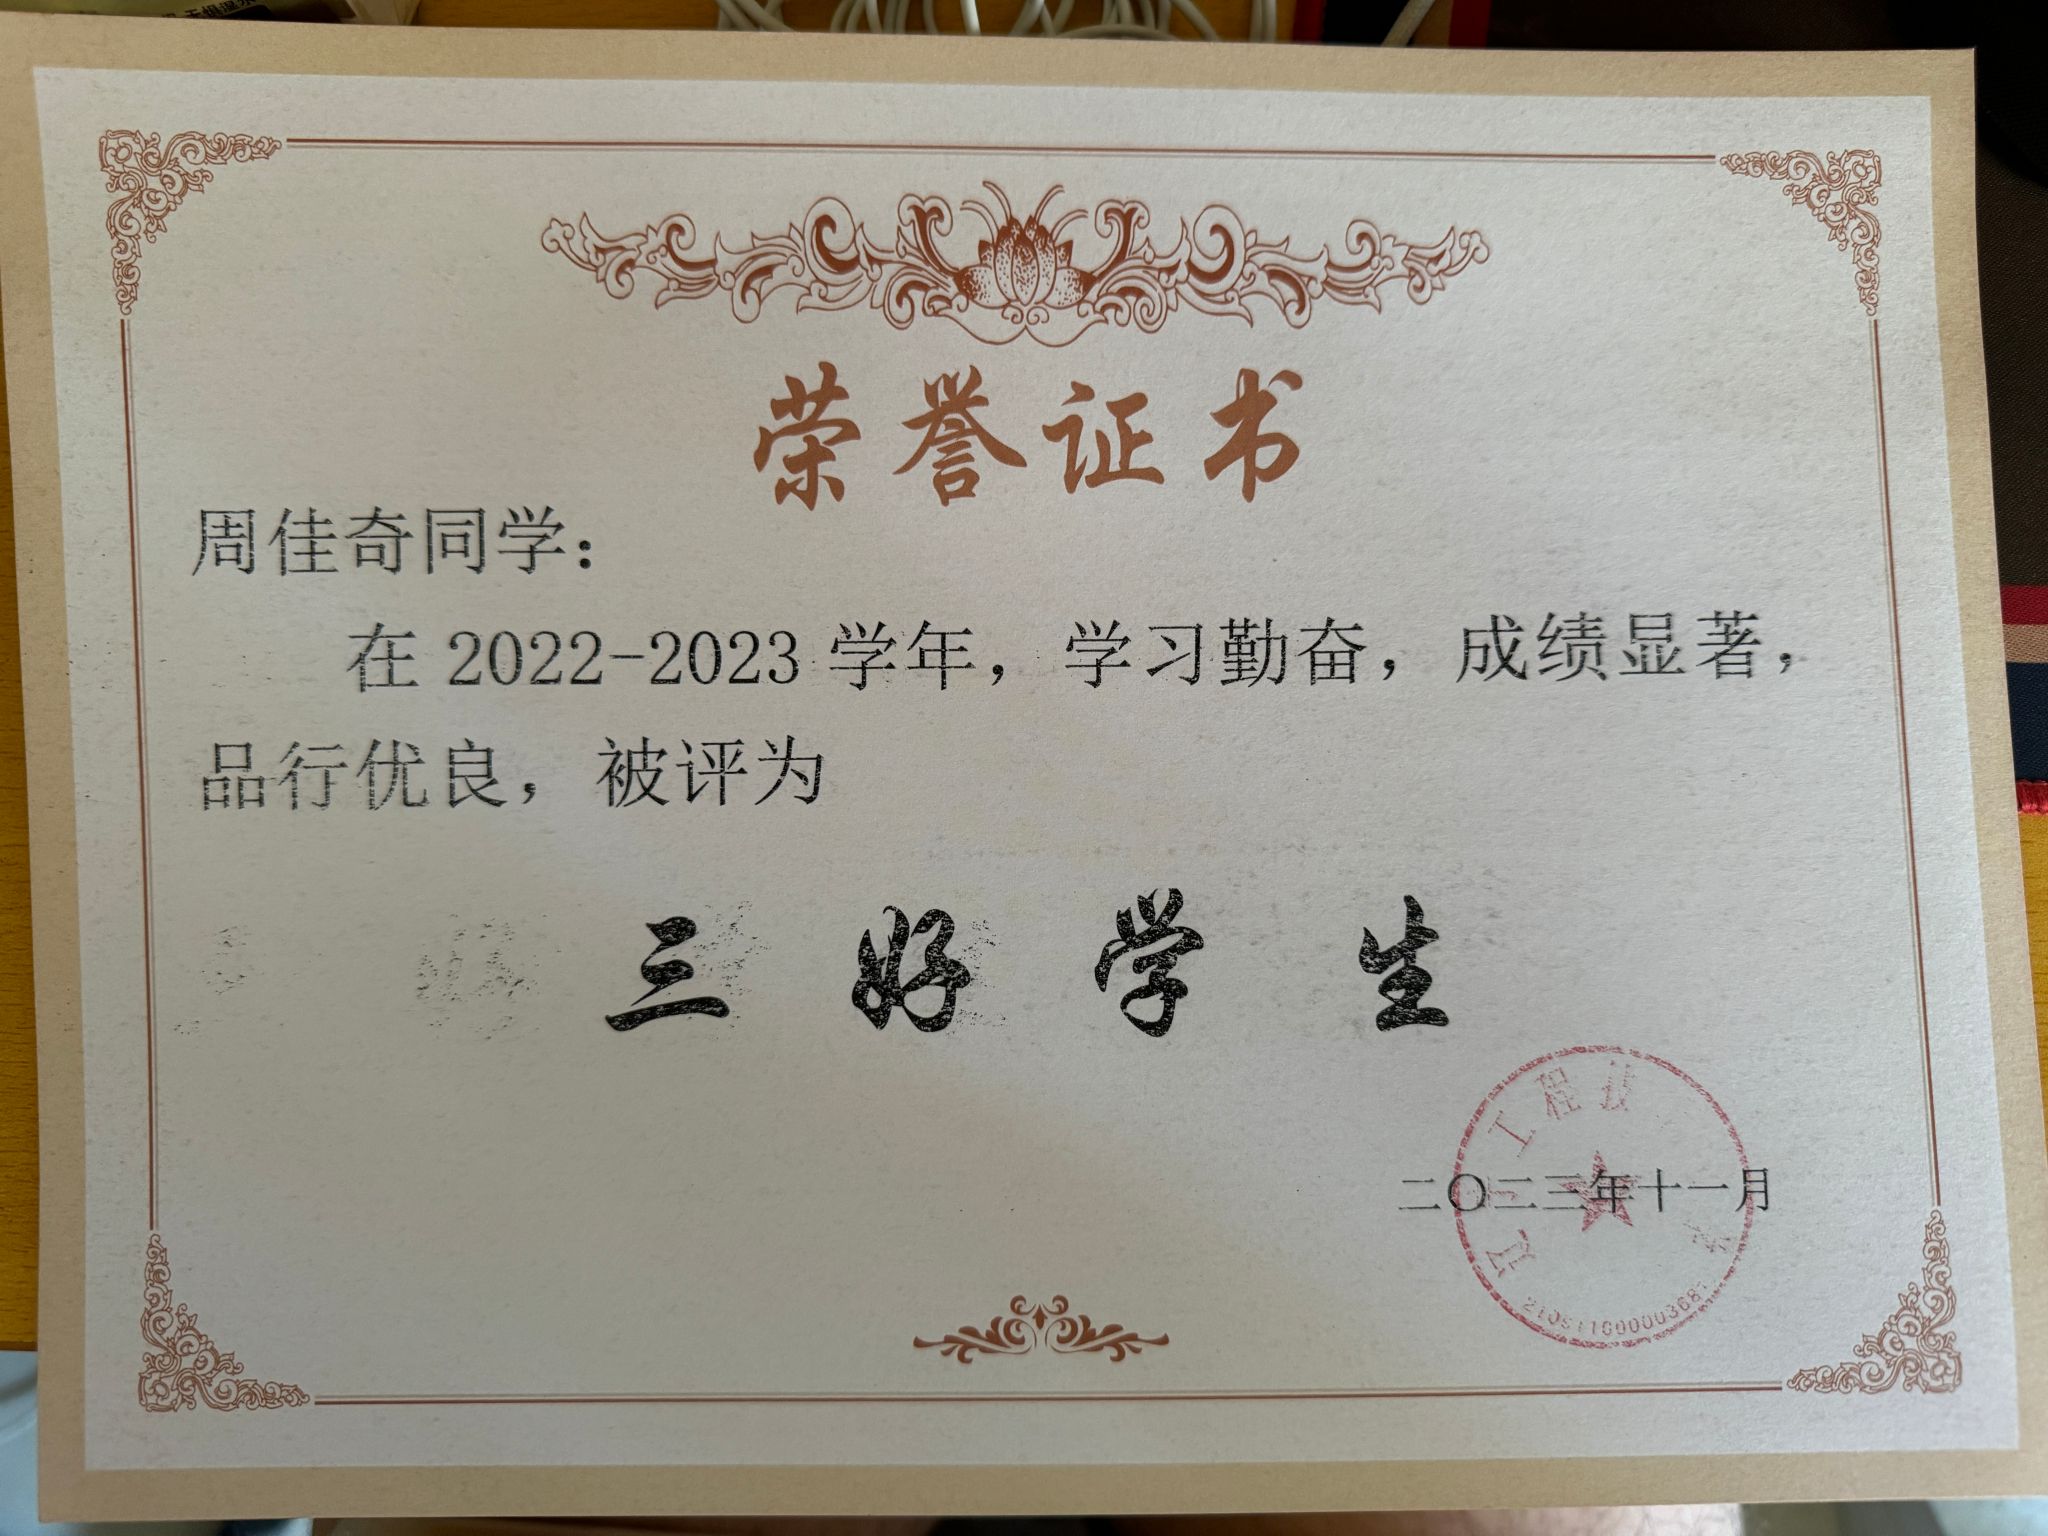 荣誉证书
周佳奇同学：
在 2022-2023 学年，学习勤奋，成绩显著，
品行优良，被评为
三好学生
工程
二〇二三年十一月